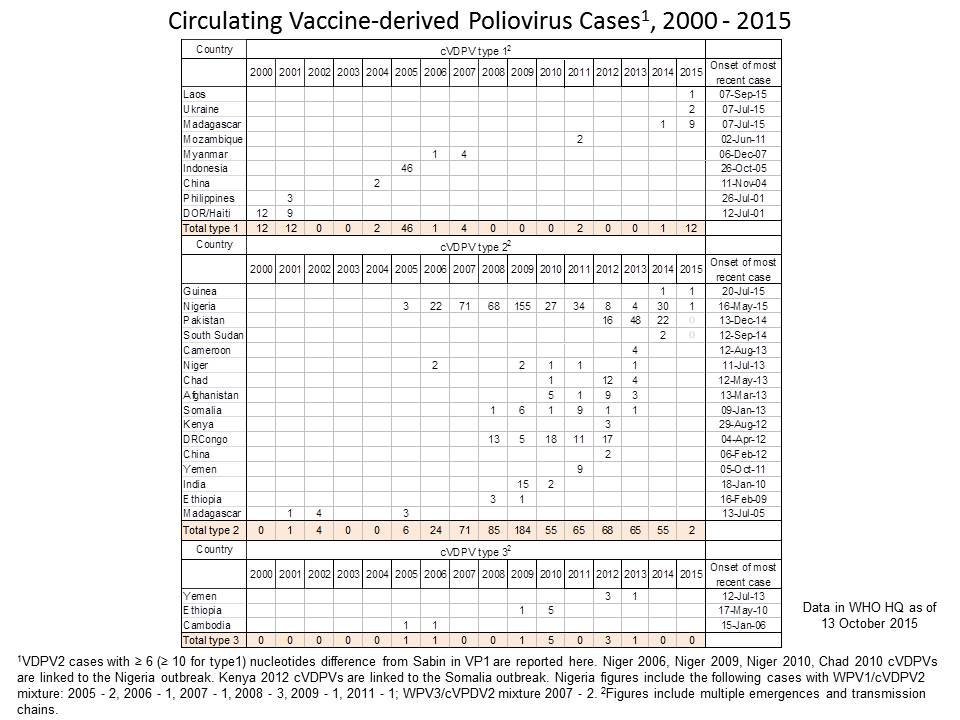 Circulating Vaccine-derived Poliovirus Cases1, 2000 - 2015
Country cVDPV type 12
2000 2001 2002 2003 2004 2005 2006 2007 2008 2009 2010 2011 2012 2013 2014 2015 Onset of most recent case
Laos 1 07-Sep-15
Ukraine 2 07-Jul-15
Madagascar 1 9 07-Jul-15
Mozambique 2 02-Jun-11
Myanmar 1 4 06-Dec-07
Indonesia 46 26-Oct-05
China 2 11-Nov-04
Philippines 3 26-Jul-01
DOR/Haiti 12 9 12-Jul-01
Total type 1 12 12 0 0 2 46 1 4 0 0 0 2 0 0 1 12
Country cVDPV type 22
2000 2001 2002 2003 2004 2005 2006 2007 2008 2009 2010 2011 2012 2013 2014 2015 Onset of most recent case
Guinea 1 1 20-Jul-15
Nigeria 3 22 71 68 155 27 34 8 4 30 1 16-May-15
Pakistan 16 48 22 0 13-Dec-14
South Sudan 2 0 12-Sep-14
Cameroon 4 12-Aug-13
Niger 2 2 1 1 1 11-Jul-13
Chad 1 12 4 12-May-13
Afghanistan 5 1 9 3 13-Mar-13
Somalia 1 6 1 9 1 1 09-Jan-13
Kenya 3 29-Aug-12
DRCongo 13 5 18 11 17 04-Apr-12
China 2 06-Feb-12
Yemen 9 05-Oct-11
India 15 2 18-Jan-10
Ethiopia 3 1 16-Feb-09
Madagascar 1 4 3 13-Jul-05
Total type 2 0 1 4 0 0 6 24 71 85 184 55 65 68 65 55 2
Country cVDPV type 32
2000 2001 2002 2003 2004 2005 2006 2007 2008 2009 2010 2011 2012 2013 2014 2015 Onset of most recent case
Yemen 3 1 12-Jul-13
Ethiopia 1 5 17-May-10
Cambodia 1 1 15-Jan-06
Total type 3 0 0 0 0 0 1 1 0 0 1 5 0 3 1 0 0
Data in WHO HQ as of
13 October 2015
1VDPV2 cases with ≥ 6 (≥ 10 for type1) nucleotides difference from Sabin in VP1 are reported here. Niger 2006, Niger 2009, Niger 2010, Chad 2010 cVDPVs
are linked to the Nigeria outbreak. Kenya 2012 cVDPVs are linked to the Somalia outbreak. Nigeria figures include the following cases with WPV1/cVDPV2
mixture: 2005 - 2, 2006 - 1, 2007 - 1, 2008 - 3, 2009 - 1, 2011 - 1; WPV3/cVPDV2 mixture 2007 - 2. 2Figures include multiple emergences and transmission
chains.